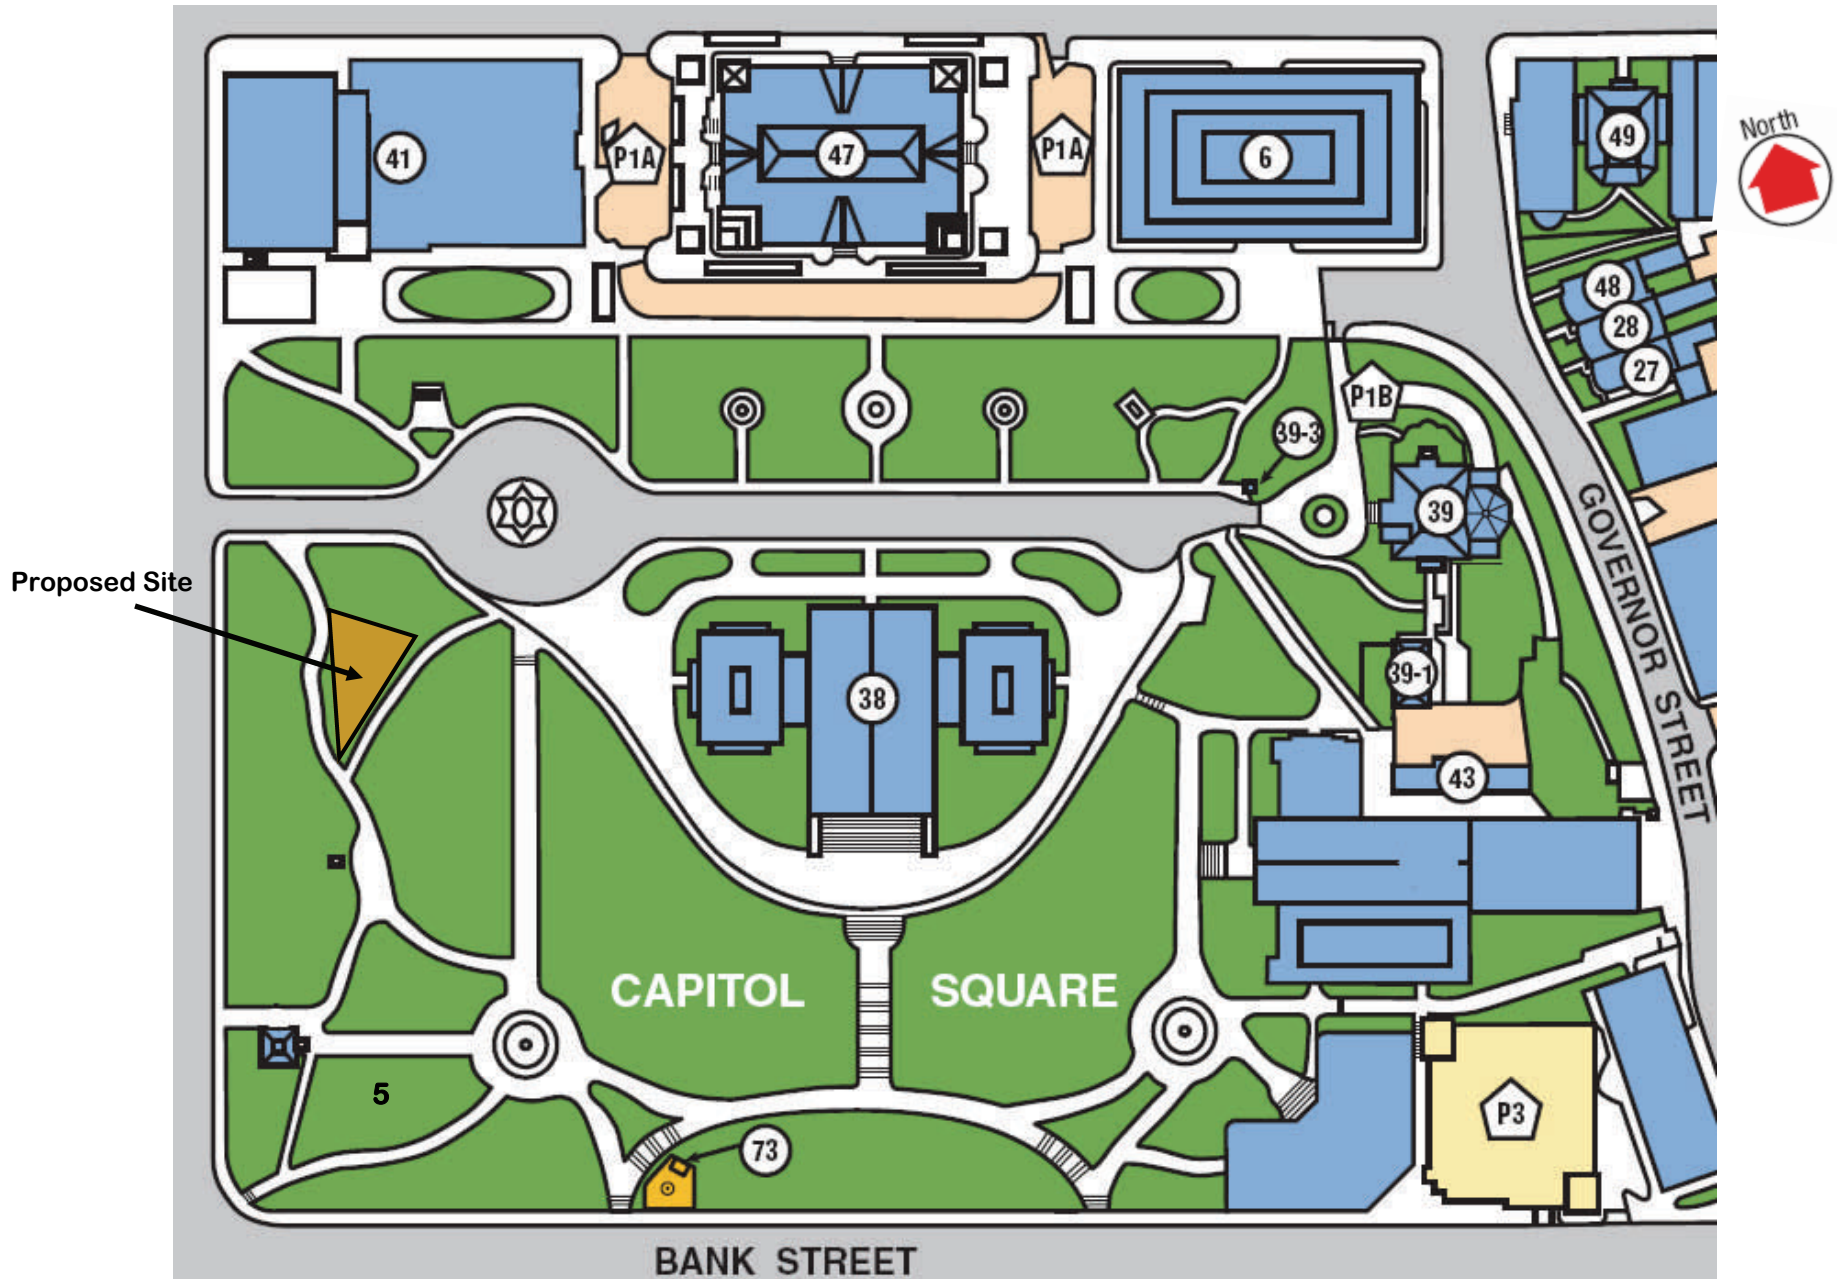 North
41
P1A
47
P1A
6
49
48
28
27
P1B
39-3
39
GOVERNOR STREET
Proposed Site
39-1
38
43
CAPITOL SQUARE
5
P3
73
BANK STREET